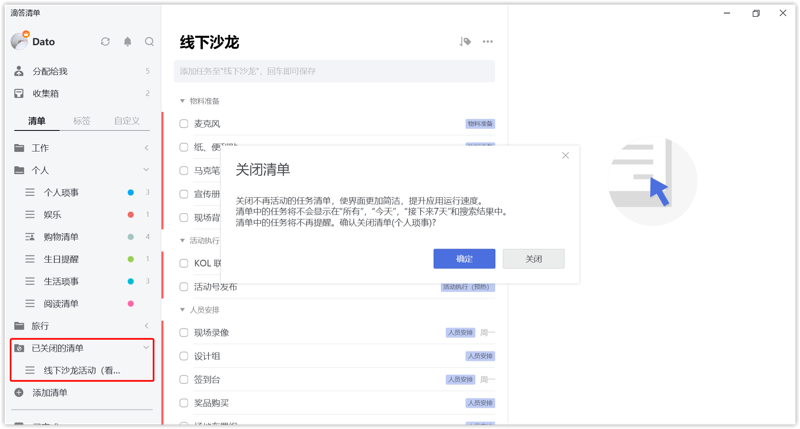 滴答清单
Dato
分配给我 5
收集箱 2
清单 标签 自定义
工作
个人
个人琐事 3
娱乐 1
购物清单 4
生日提醒 1
生活琐事 3
阅读清单
旅行
已关闭的清单
线下沙龙活动（看...
添加清单
线下沙龙
添加任务至“线下沙龙”，回车即可保存
物料准备
麦克风 物料准备
纸、便利贴
马克笔
宣传册
现场背
活动执行
KOL 联
活动号发布 活动执行（预热）
人员安排
现场录像 人员安排 周一
设计组 人员安排
签到台 人员安排 周一
奖品购买 人员安排
关闭清单
关闭不再活动的任务清单，使界面更加简洁，提升应用运行速度。
清单中的任务将不会显示在“所有”，“今天”，“接下来7天”和搜索结果中。
清单中的任务将不再提醒。确认关闭清单(个人琐事)?
确定 关闭